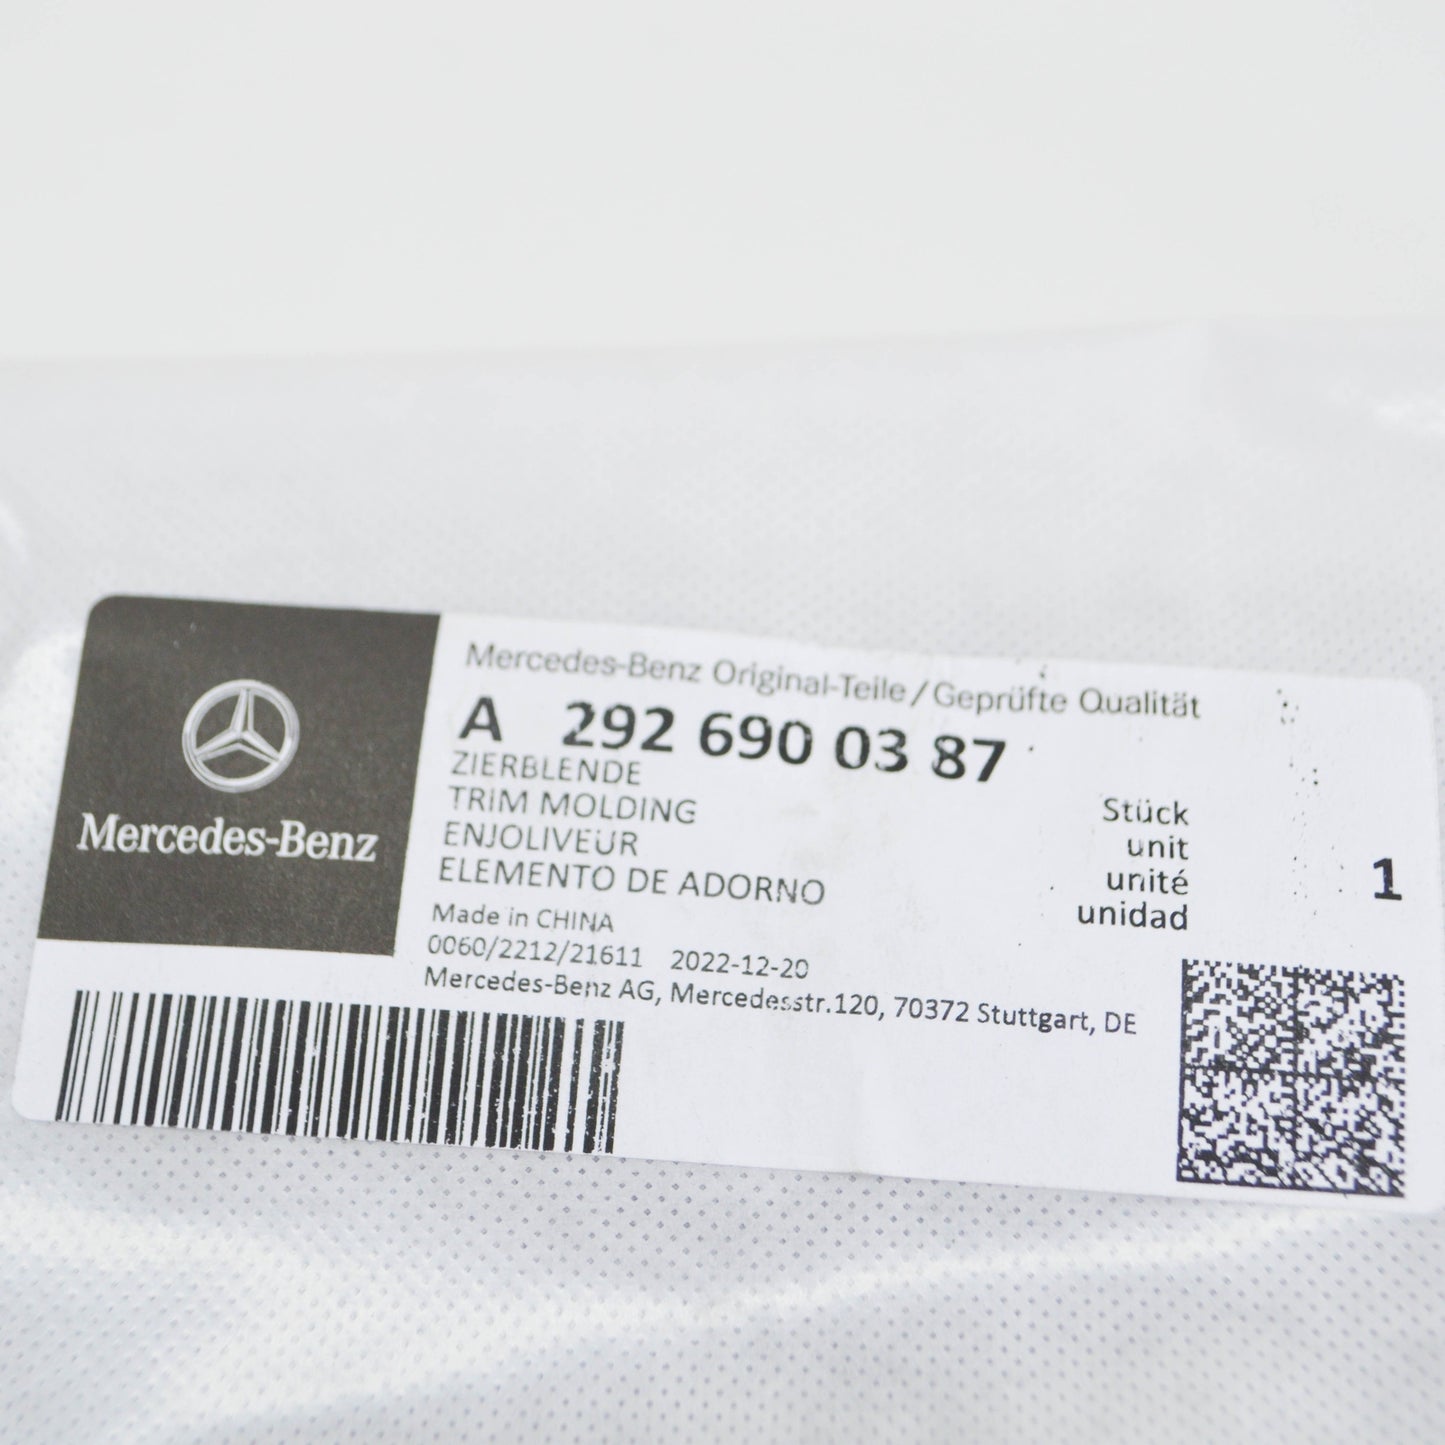 Mercedes-Benz
Mercedes-Benz Original-Teile/Geprüfte Qualität
A 292 690 03 87
ZIERBLENDE
TRIM MOLDING
ENJOLIVEUR
ELEMENTO DE ADORNO
Stück
unit
unité
unidad
1
Made in CHINA
0060/2212/21611 2022-12-20
Mercedes-Benz AG, Mercedesstr.120, 70372 Stuttgart, DE